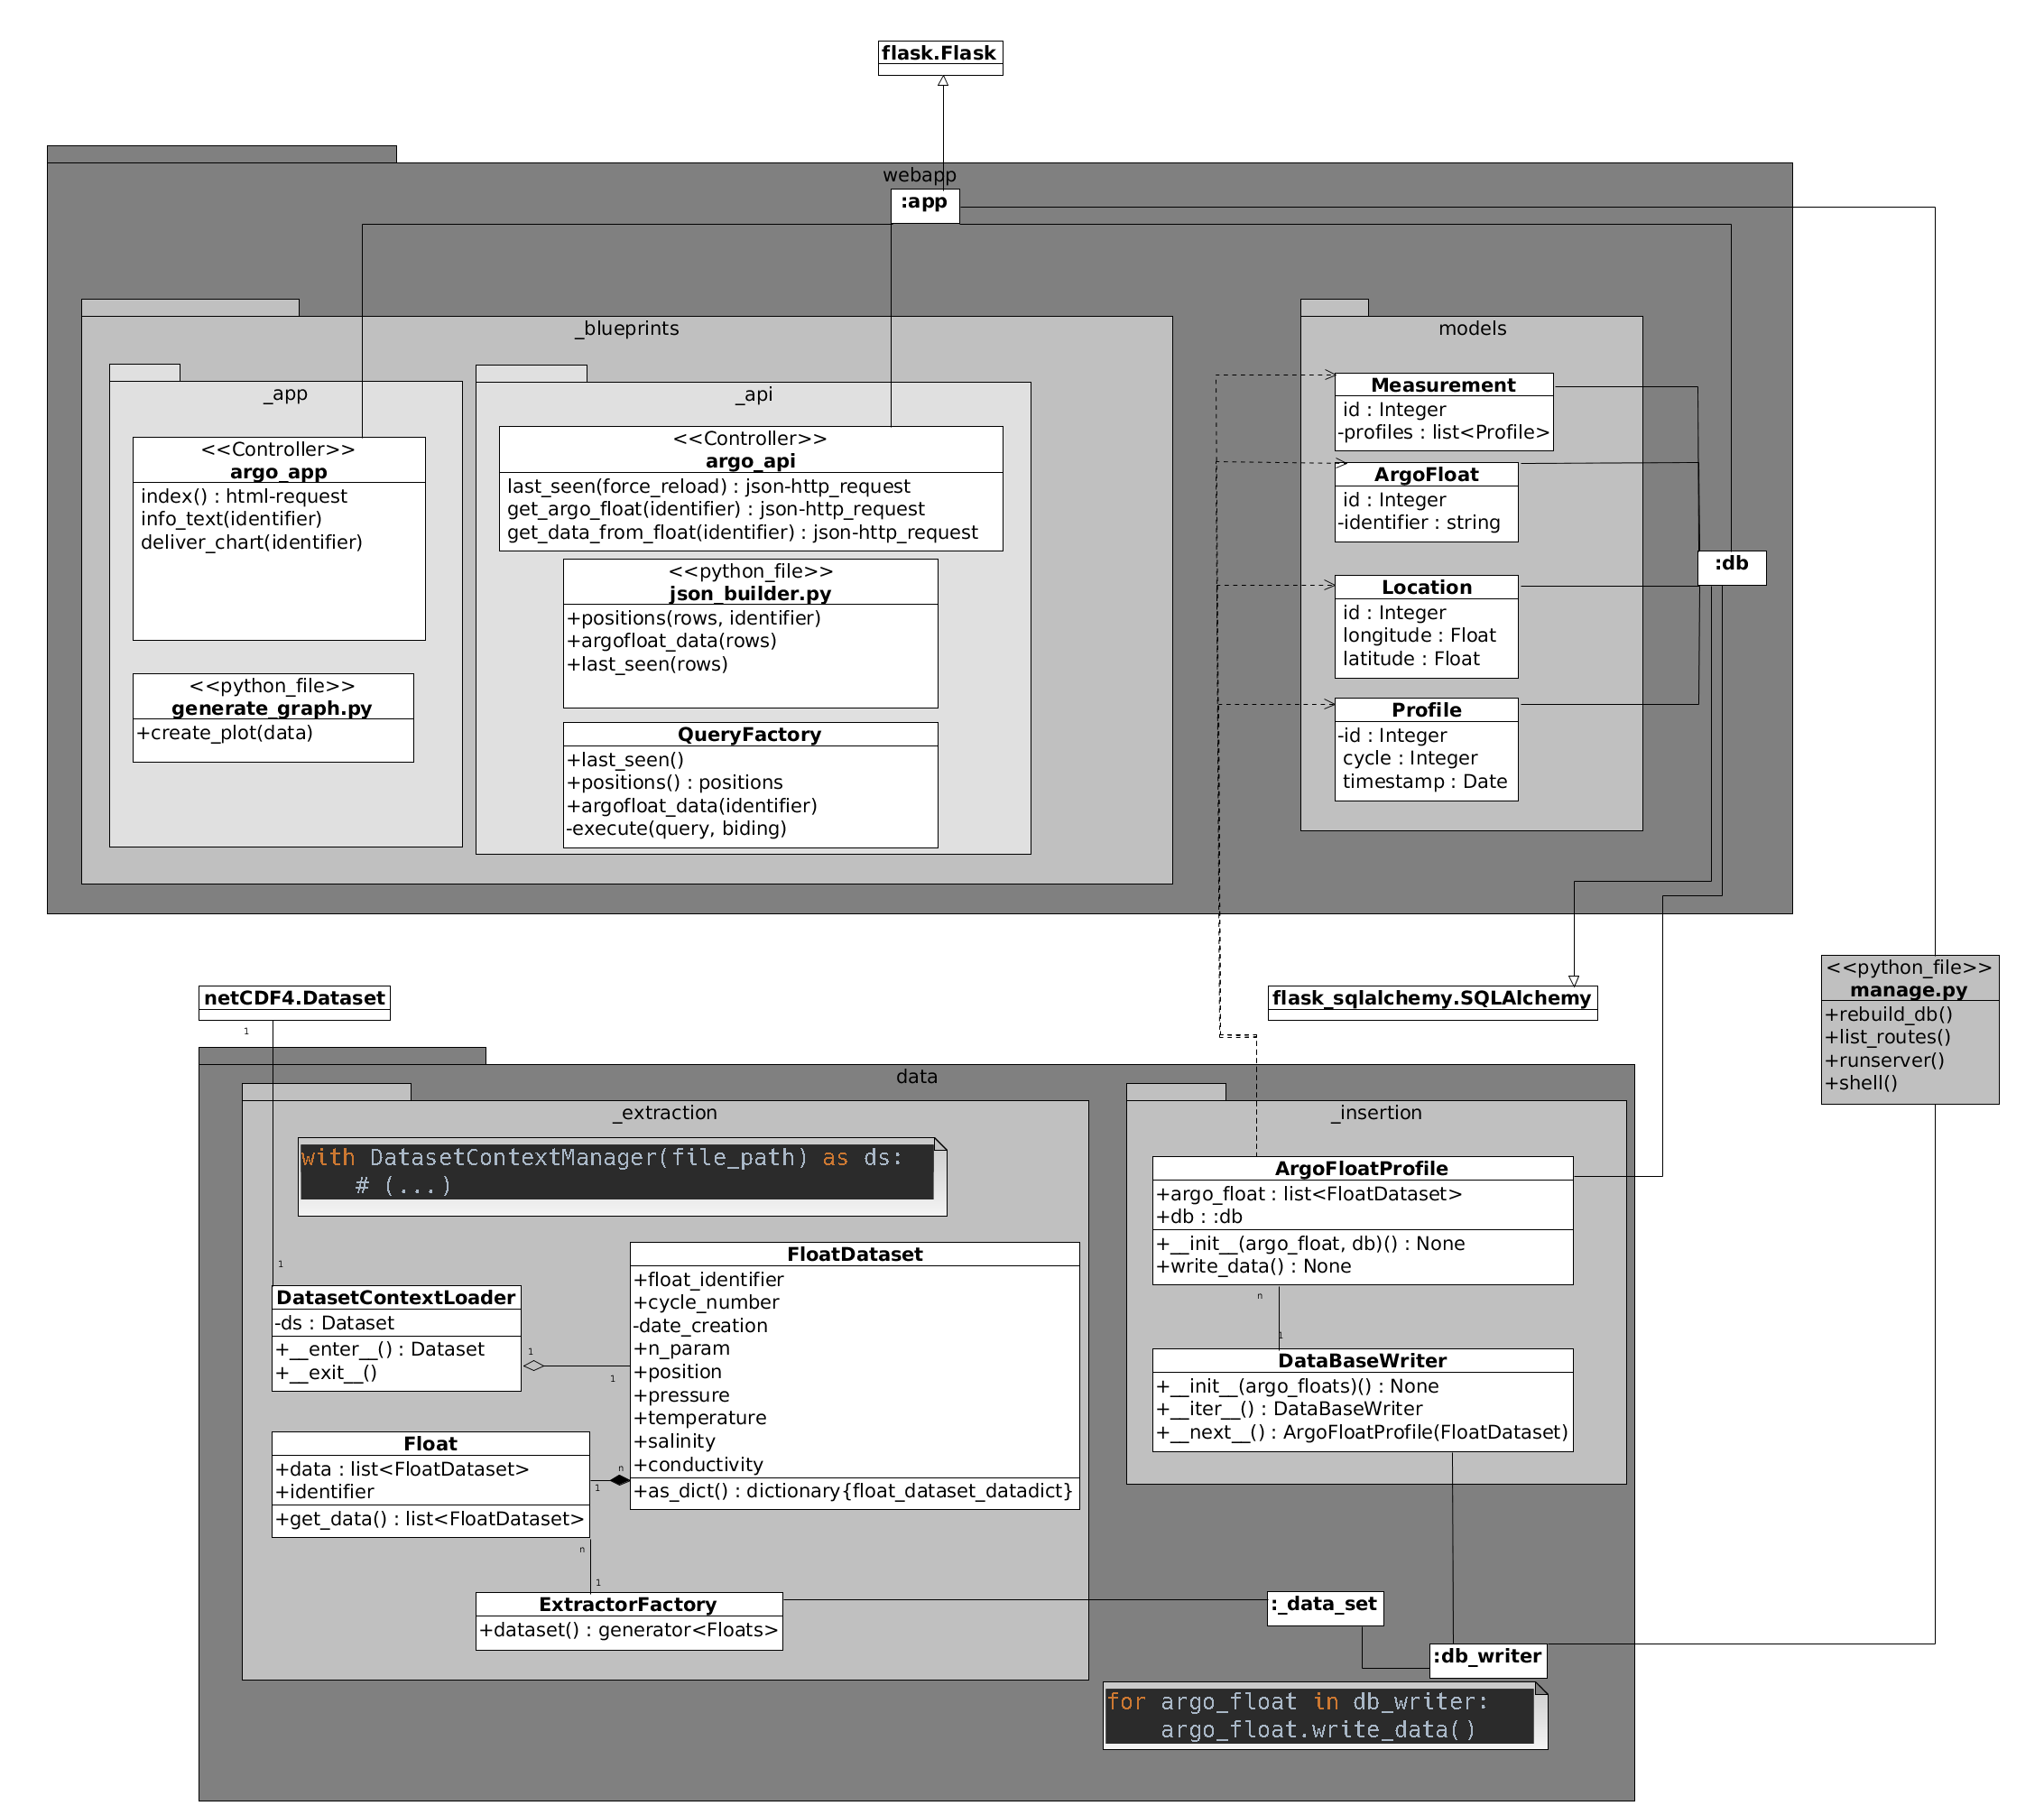 flask.Flask
webapp
:app
_blueprints
_app
<<Controller>>
argo_app
index() : html-request
info_text(identifier)
deliver_chart(identifier)
<<python_file>>
generate_graph.py
+create_plot(data)
_api
<<Controller>>
argo_api
last_seen(force_reload) : json-http_request
get_argo_float(identifier) : json-http_request
get_data_from_float(identifier) : json-http_request
<<python_file>>
json_builder.py
+positions(rows, identifier)
+argofloat_data(rows)
+last_seen(rows)
QueryFactory
+last_seen()
+positions() : positions
+argofloat_data(identifier)
-execute(query, biding)
models
Measurement
id : Integer
-profiles : list<Profile>
ArgoFloat
id : Integer
-identifier : string
Location
id : Integer
longitude : Float
latitude : Float
Profile
-id : Integer
cycle : Integer
timestamp : Date
:db
netCDF4.Dataset
flask_sqlalchemy.SQLAlchemy
<<python_file>>
manage.py
+rebuild_db()
+list_routes()
+runserver()
+shell()
1
data
_extraction
with DatasetContextManager(file_path) as ds:
# (...)
1
DatasetContextLoader
-ds : Dataset
+__enter__() : Dataset
+__exit__()
1
1
FloatDataset
+float_identifier
+cycle_number
-date_creation
+n_param
+position
+pressure
+temperature
+salinity
+conductivity
+as_dict() : dictionary{float_dataset_datadict}
Float
+data : list<FloatDataset>
+identifier
+get_data() : list<FloatDataset>
n
1
n
1
ExtractorFactory
+dataset() : generator<Floats>
_insertion
ArgoFloatProfile
+argo_float : list<FloatDataset>
+db : :db
+__init__(argo_float, db)() : None
+write_data() : None
n
1
DataBaseWriter
+__init__(argo_floats)() : None
+__iter__() : DataBaseWriter
+__next__() : ArgoFloatProfile(FloatDataset)
:_data_set
:db_writer
for argo_float in db_writer:
argo_float.write_data()